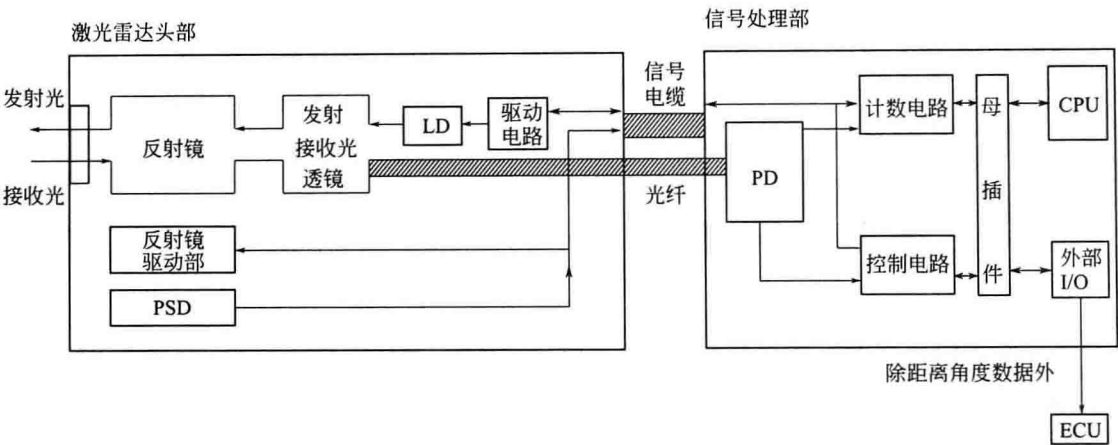 激光雷达头部
信号处理部
发射光
接收光
反射镜
发射
接收光
透镜
LD
驱动
电路
反射镜
驱动部
PSD
信号
电缆
光纤
PD
计数电路
控制电路
母
插
件
CPU
外部
I/O
除距离角度数据外
ECU